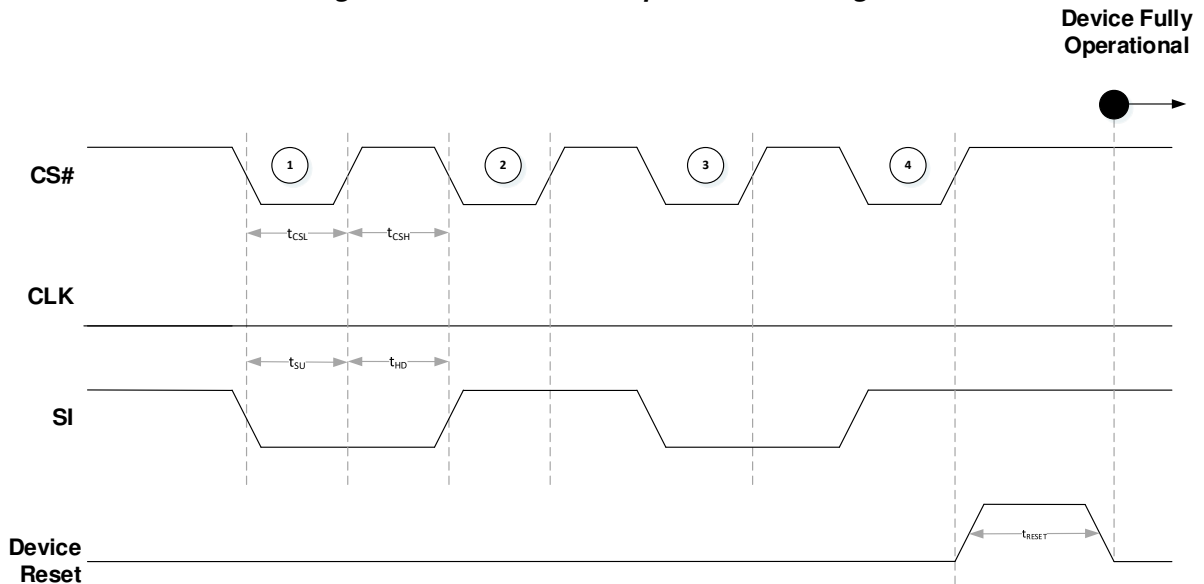 Device Fully
Operational
CS#
1
2
3
4
tCSL
tCSH
CLK
tSU
tHD
SI
tRESET
Device
Reset